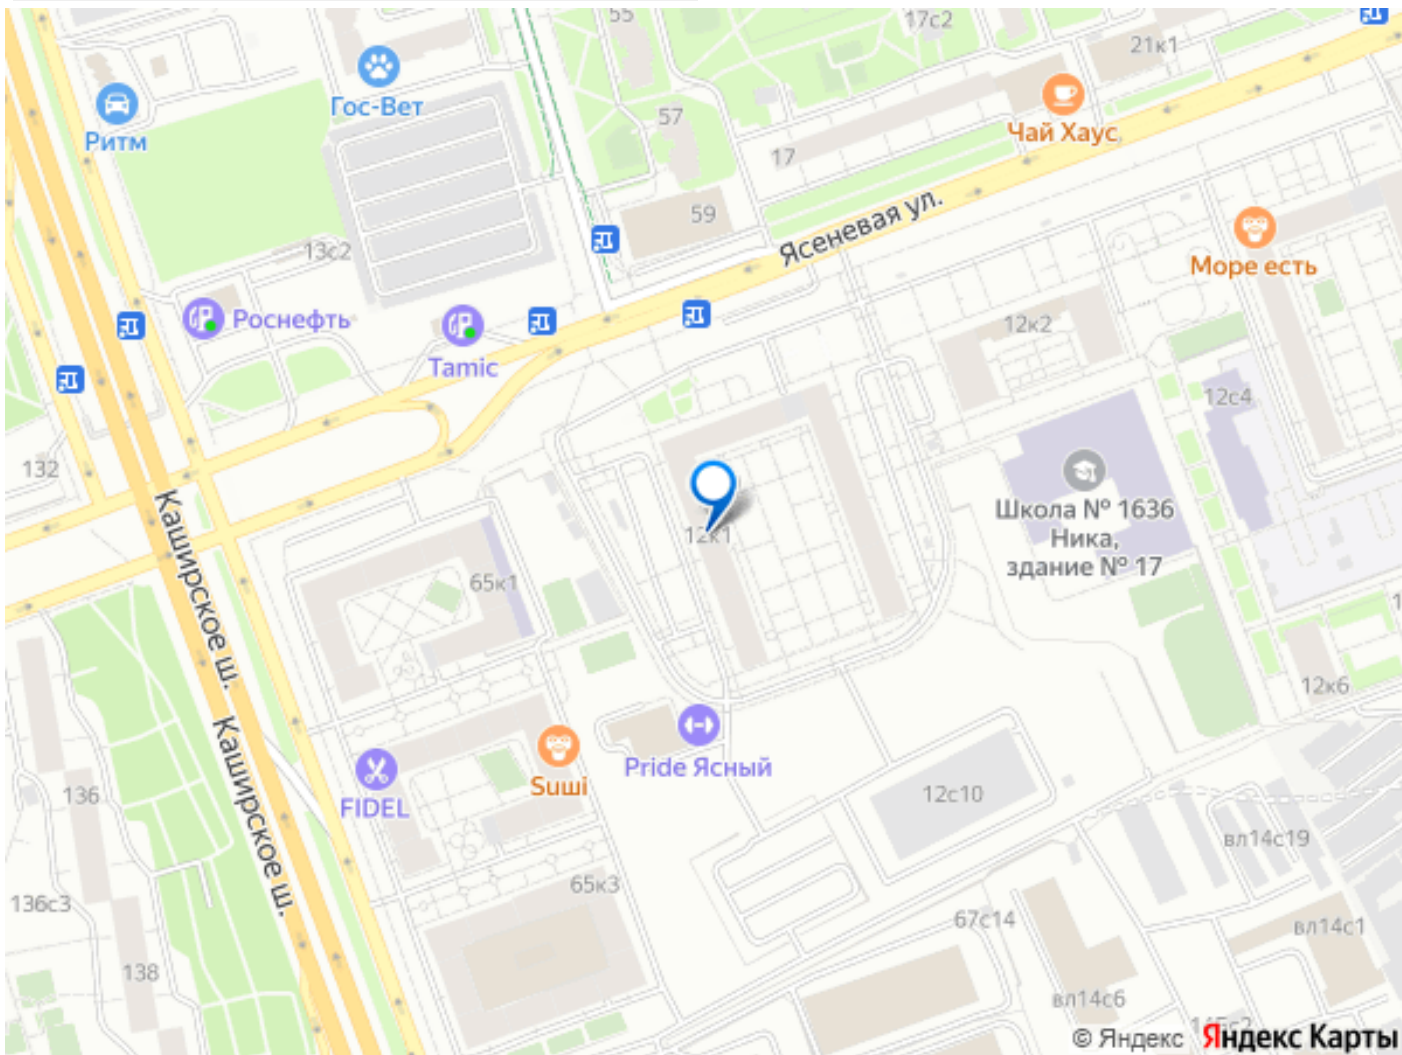 55
17с2
21к1
Гос-Вет
Ритм
57
Чай Хаус
17
59
Ясеневая ул.
13с2
Море есть
Роснефть
12к2
Tamic
12с4
132
Школа № 1636
Ника,
здание № 17
12к1
65к1
Каширское ш.
12к6
Каширское ш.
Suшi
Pride Ясный
FIDEL
136
12с10
вл14с19
65к3
136с3
67с14
вл14с1
138
вл14с6
© Яндекс Яндекс Карты